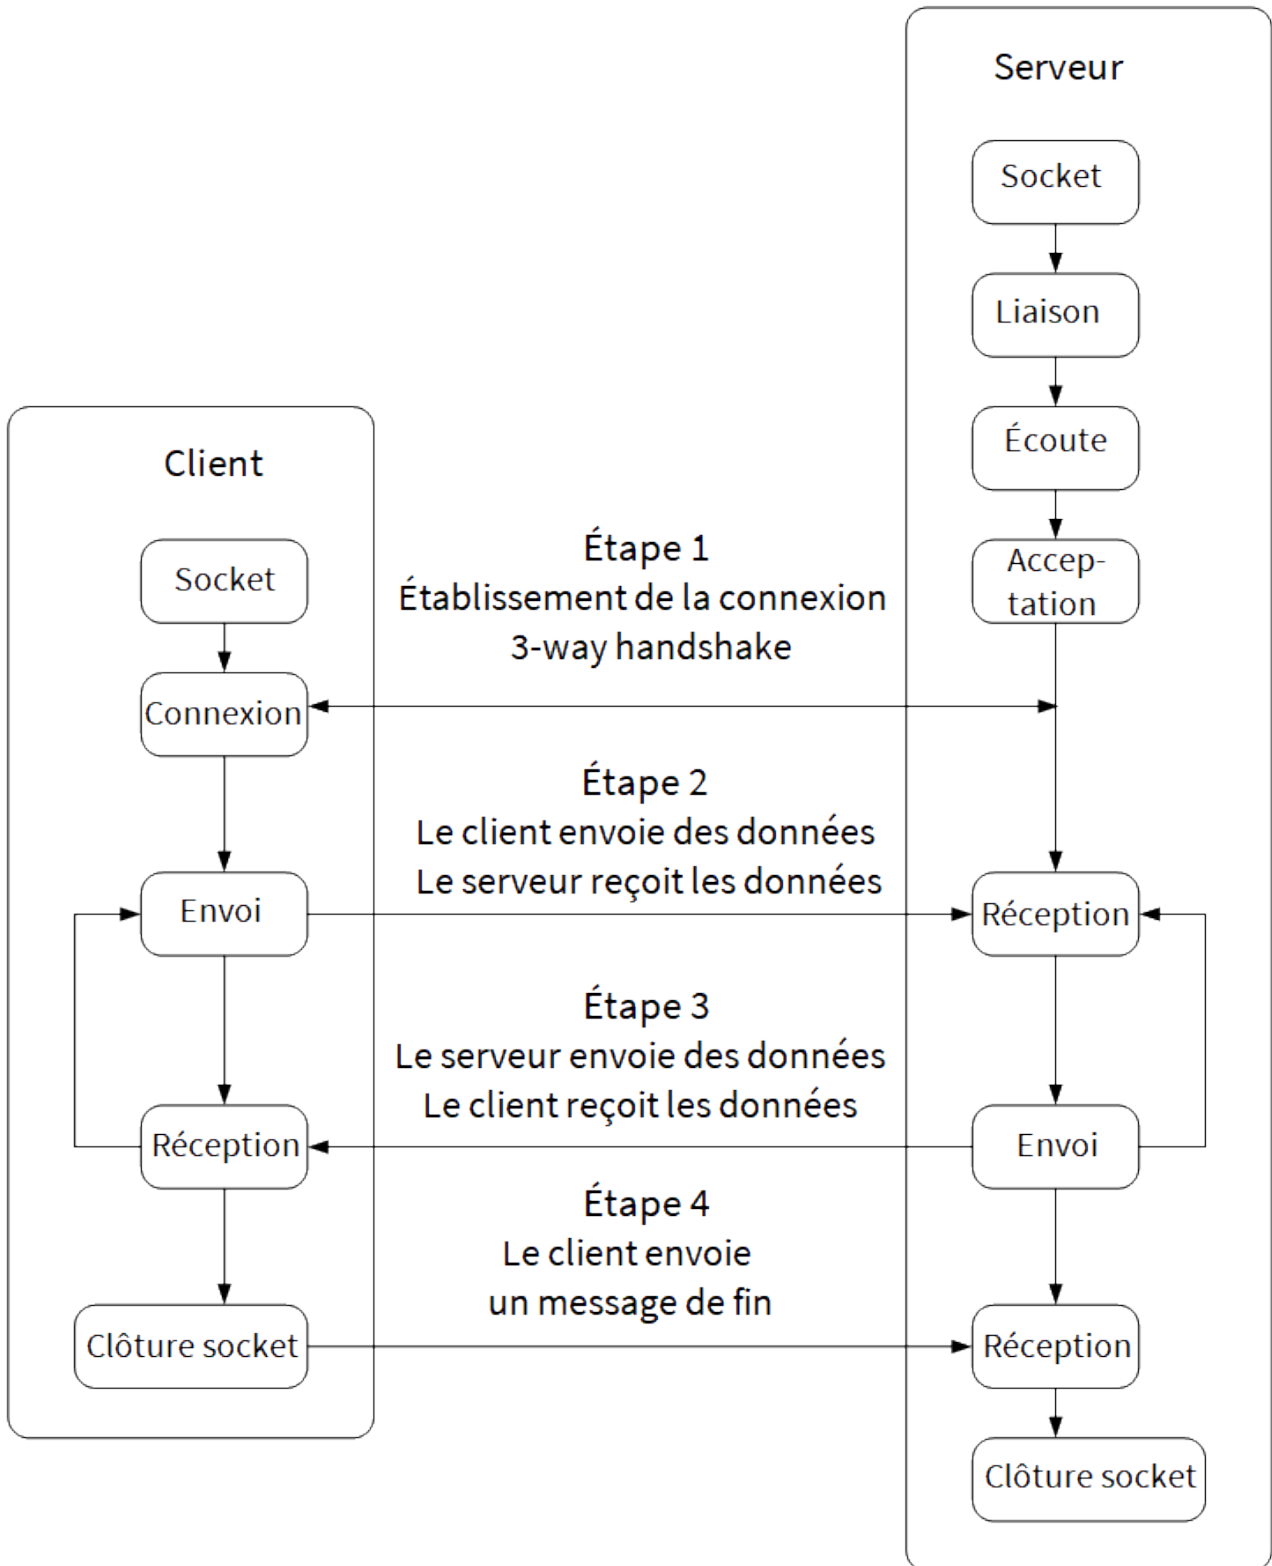 Serveur
Socket
Liaison
Écoute
Accep-
tation
Réception
Envoi
Réception
Clôture socket
Client
Socket
Connexion
Envoi
Réception
Clôture socket
Étape 1
Établissement de la connexion
3-way handshake
Étape 2
Le client envoie des données
Le serveur reçoit les données
Étape 3
Le serveur envoie des données
Le client reçoit les données
Étape 4
Le client envoie
un message de fin